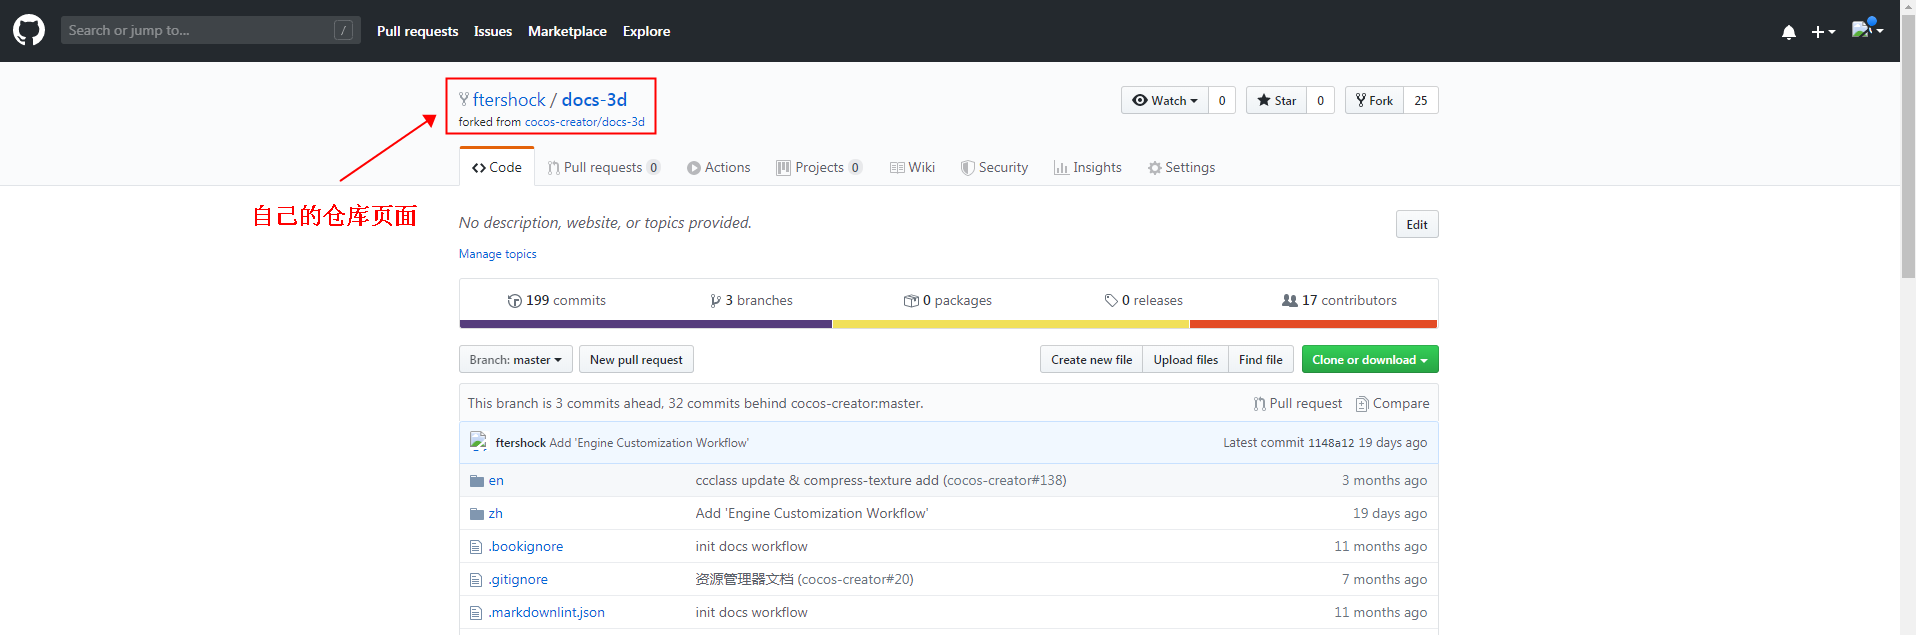 Search or jump to... /
Pull requests Issues Marketplace Explore
ftershock / docs-3d
forked from cocos-creator/docs-3d
Watch 0 Star 0 Fork 25
Code Pull requests 0 Actions Projects 0 Wiki Security Insights Settings
自己的仓库页面
No description, website, or topics provided.
Edit
Manage topics
199 commits 3 branches 0 packages 0 releases 17 contributors
Branch: master New pull request Create new file Upload files Find file Clone or download
This branch is 3 commits ahead, 32 commits behind cocos-creator:master. Pull request Compare
ftershock Add 'Engine Customization Workflow' Latest commit 1148a12 19 days ago
en ccclass update & compress-texture add (cocos-creator#138) 3 months ago
zh Add 'Engine Customization Workflow' 19 days ago
.bookignore init docs workflow 11 months ago
.gitignore 资源管理器文档 (cocos-creator#20) 7 months ago
.markdownlint.json init docs workflow 11 months ago